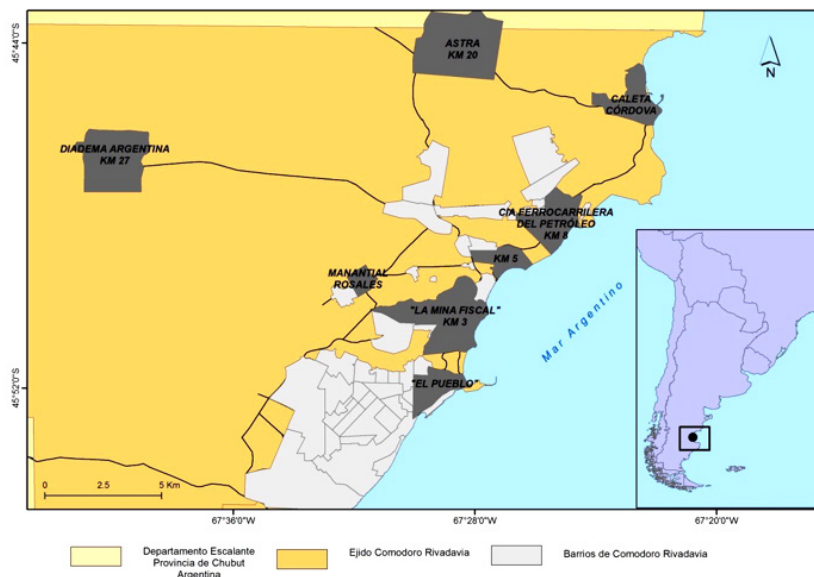 45°44'0"S
ASTRA
KM 20
N
CALETA
CÓRDOVA
DIADEMA ARGENTINA
KM 27
CIA FERROCARRILERA
DEL PETRÓLEO
KM 8
KM 5
MANANTIAL
ROSALES
"LA MINA FISCAL"
KM 3
Mar Argentino
45°52'0"S
"EL PUEBLO"
0 2.5 5 Km
67°36'0"W 67°28'0"W 67°20'0"W
Departamento Escalante
Provincia de Chubut
Argentina
Ejido Comodoro Rivadavia
Barrios de Comodoro Rivadavia